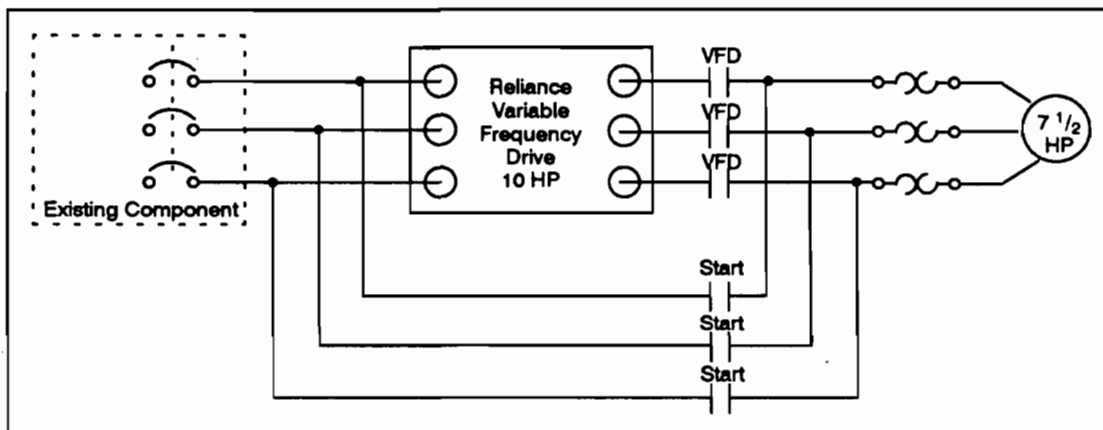 VFD
VFD
VFD
Reliance
Variable
Frequency
Drive
10 HP
7 1/2
HP
Existing Component
Start
Start
Start